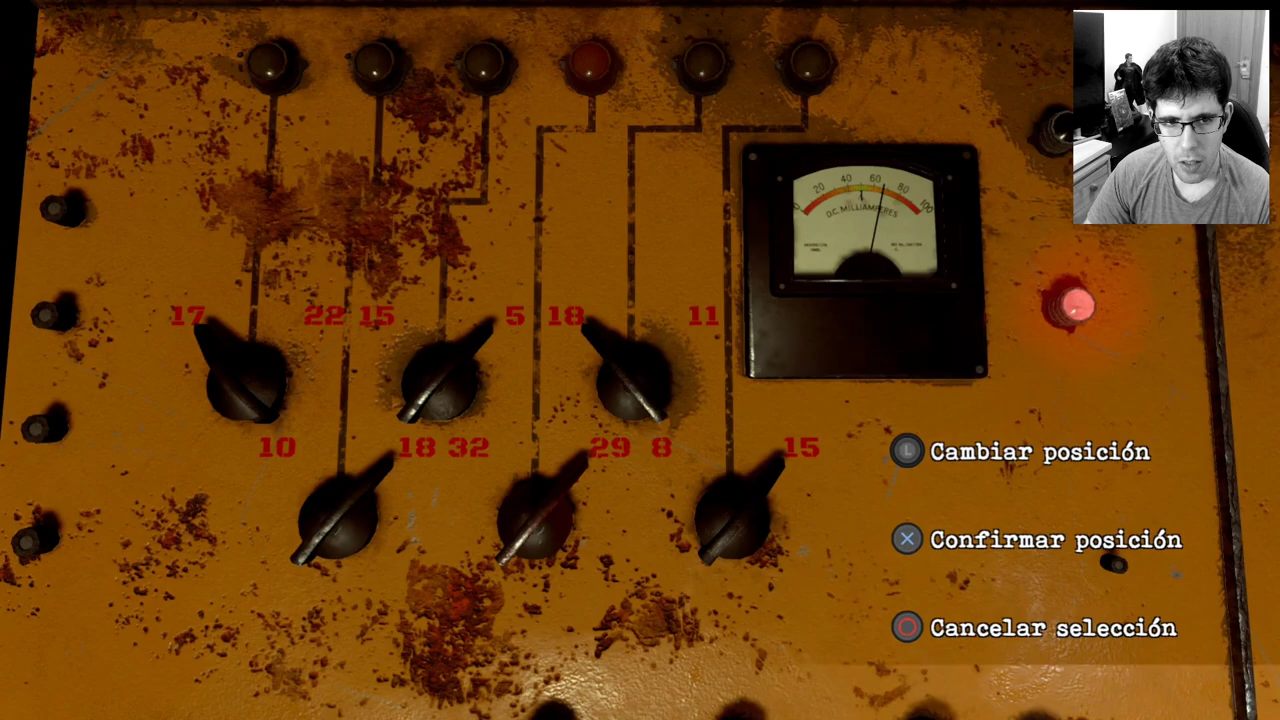 0 20 40 60 80 100
D.C. MILLIAMPERES
17 22 15 5 18 11
10 18 32 29 8 15
L Cambiar posición
Confirmar posición
Cancelar selección